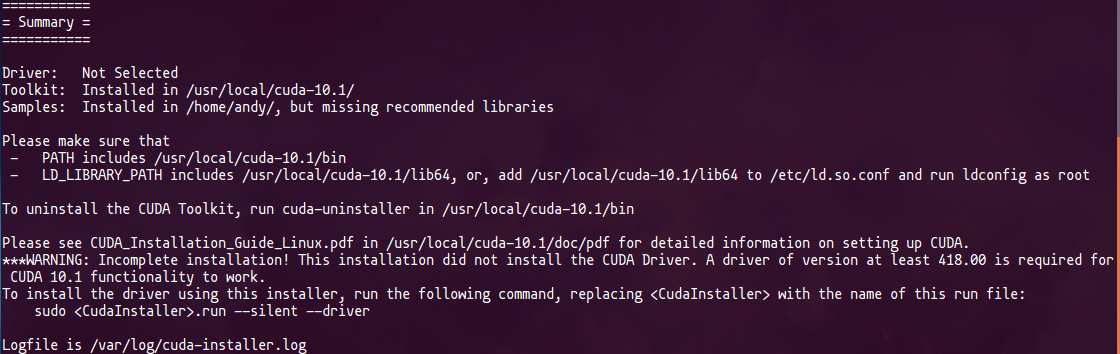 ===========
= Summary =
===========
Driver:   Not Selected
Toolkit:  Installed in /usr/local/cuda-10.1/
Samples:  Installed in /home/andy/, but missing recommended libraries
Please make sure that
 -   PATH includes /usr/local/cuda-10.1/bin
 -   LD_LIBRARY_PATH includes /usr/local/cuda-10.1/lib64, or, add /usr/local/cuda-10.1/lib64 to /etc/ld.so.conf and run ldconfig as root
To uninstall the CUDA Toolkit, run cuda-uninstaller in /usr/local/cuda-10.1/bin
Please see CUDA_Installation_Guide_Linux.pdf in /usr/local/cuda-10.1/doc/pdf for detailed information on setting up CUDA.
***WARNING: Incomplete installation! This installation did not install the CUDA Driver. A driver of version at least 418.00 is required for
 CUDA 10.1 functionality to work.
To install the driver using this installer, run the following command, replacing <CudaInstaller> with the name of this run file:
    sudo <CudaInstaller>.run --silent --driver
Logfile is /var/log/cuda-installer.log